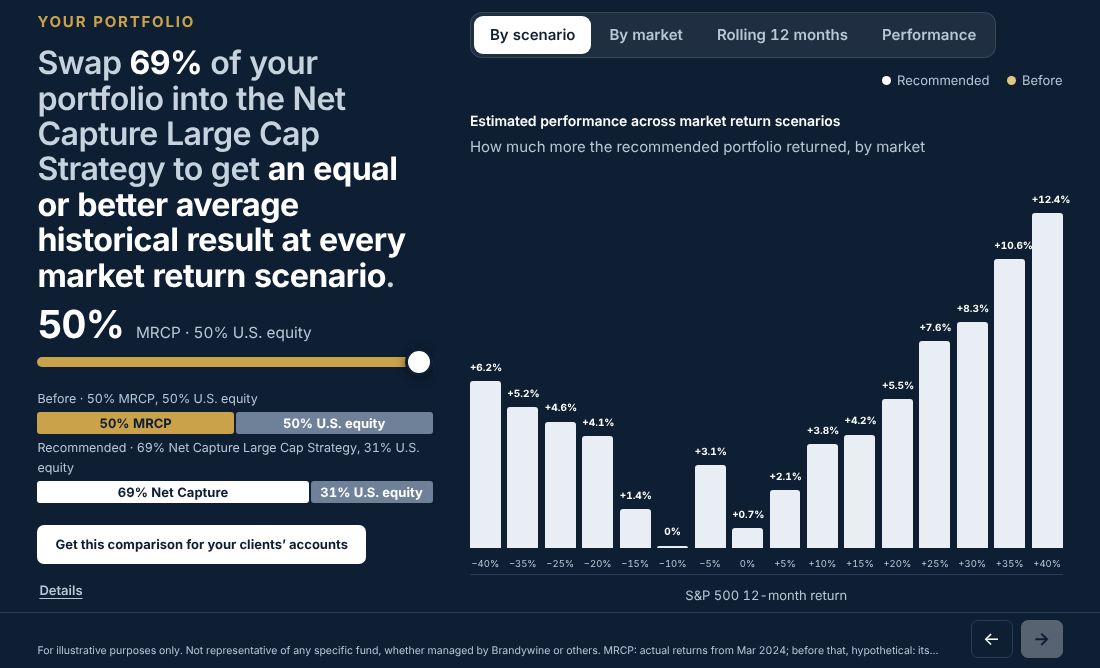 YOUR PORTFOLIO
Swap 69% of your
portfolio into the Net
Capture Large Cap
Strategy to get an equal
or better average
historical result at every
market return scenario.
50% MRCP · 50% U.S. equity
Before · 50% MRCP, 50% U.S. equity
50% MRCP 50% U.S. equity
Recommended · 69% Net Capture Large Cap Strategy, 31% U.S.
equity
69% Net Capture 31% U.S. equity
Get this comparison for your clients’ accounts
Details
By scenario By market Rolling 12 months Performance
Recommended Before
Estimated performance across market return scenarios
How much more the recommended portfolio returned, by market
+6.2% +5.2% +4.6% +4.1% +1.4% 0% +3.1% +0.7% +2.1% +3.8% +4.2% +5.5% +7.6% +8.3% +10.6% +12.4%
−40% −35% −25% −20% −15% −10% −5% 0% +5% +10% +15% +20% +25% +30% +35% +40%
S&P 500 12-month return
For illustrative purposes only. Not representative of any specific fund, whether managed by Brandywine or others. MRCP: actual returns from Mar 2024; before that, hypothetical: its…